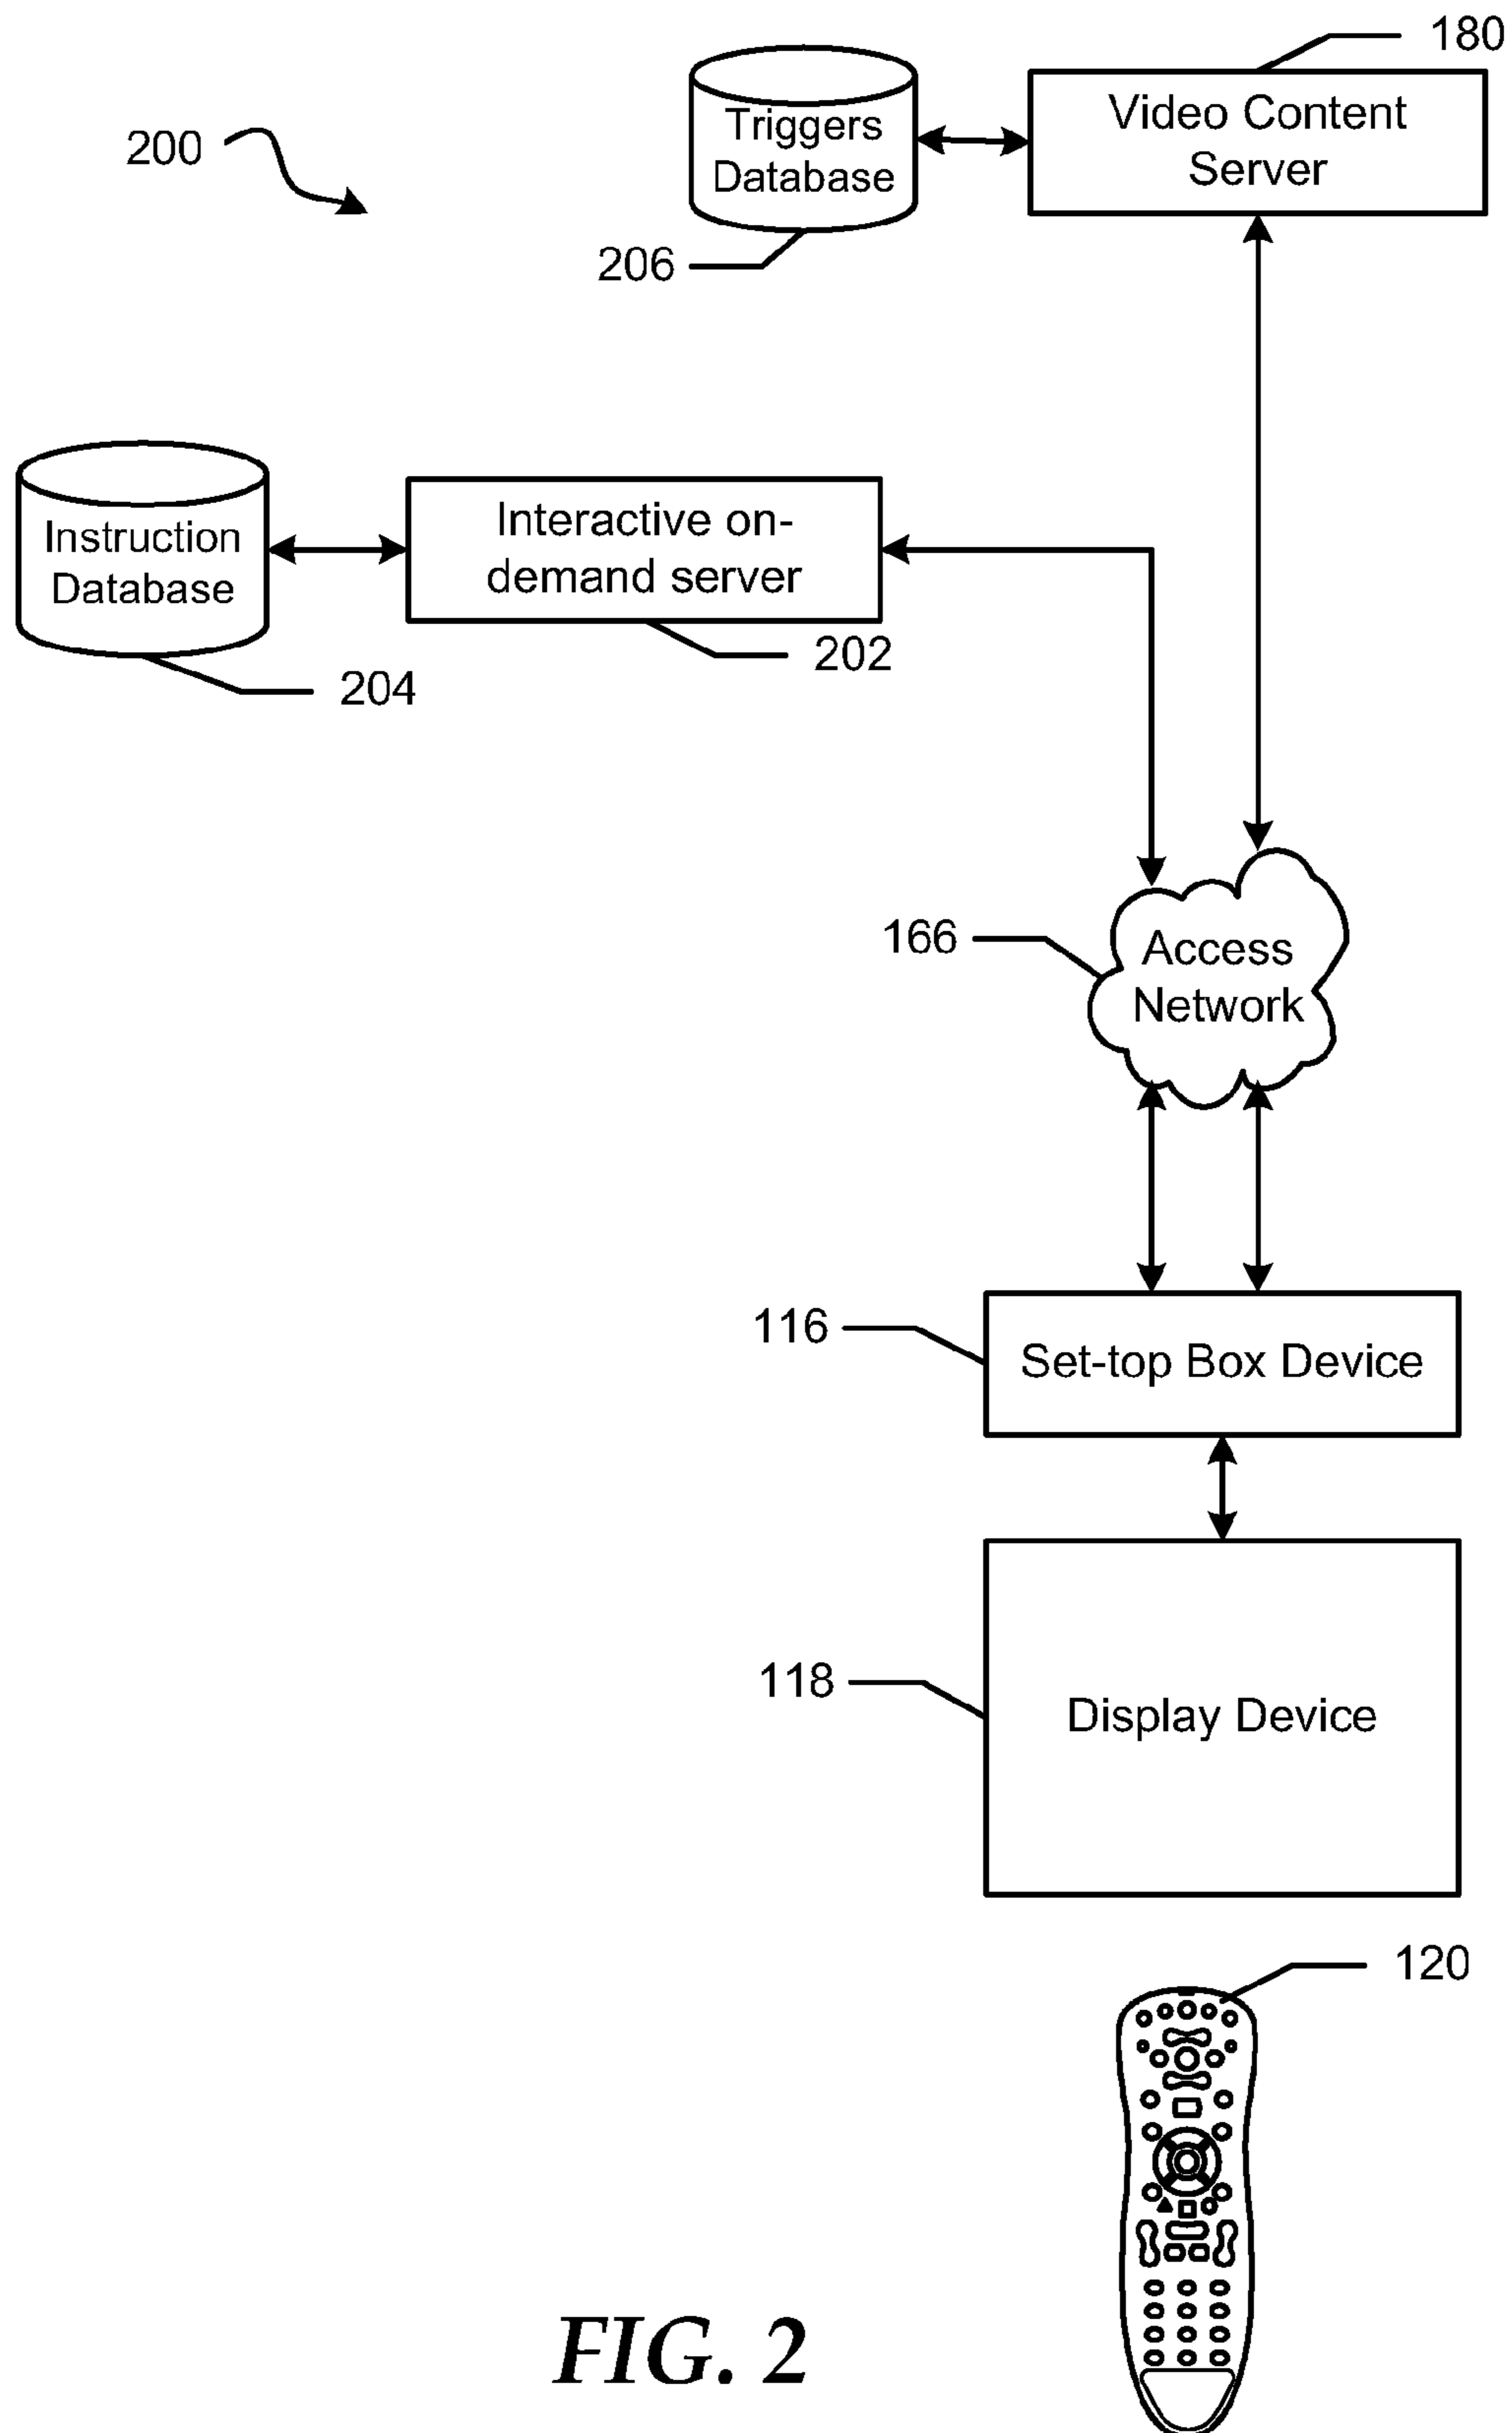 180
Video Content
Server
Triggers
Database
200
206
Instruction
Database
Interactive on-
demand server
202
204
166
Access
Network
116
Set-top Box Device
118
Display Device
120
FIG. 2